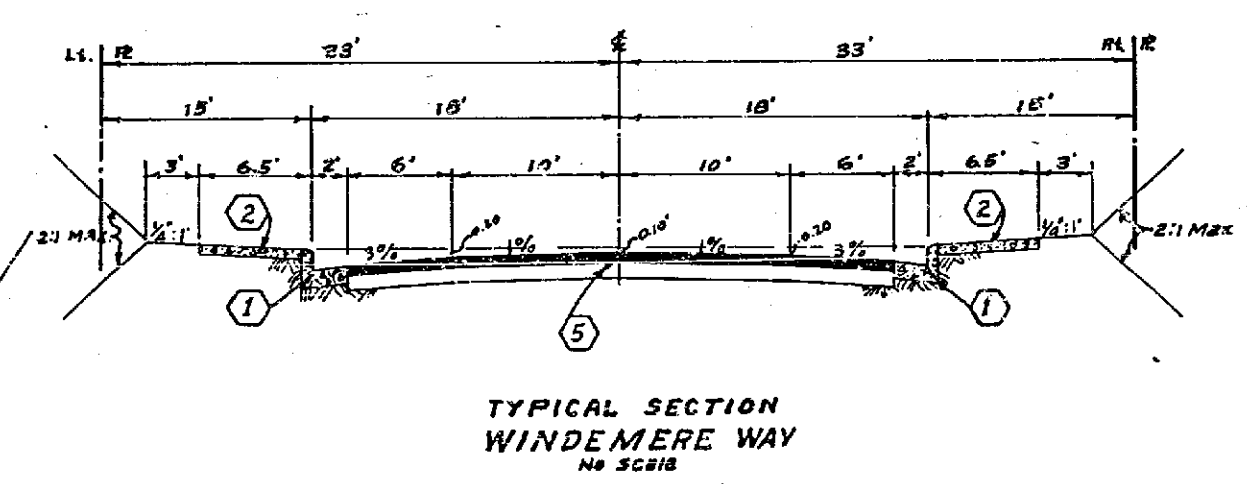 Lt. ⅊ 33' ℄ 33' Rt. ⅊
15' 18' 18' 15'
3' 6.5' 2' 6' 10' 10' 6' 2' 6.5' 3'
2 0.20 0.10' 0.20 2
2:1 Max ¼":1' 3% 1% 1% 3% ¼":1' 2:1 Max
1 5 1
TYPICAL SECTION
WINDEMERE WAY
No Scale